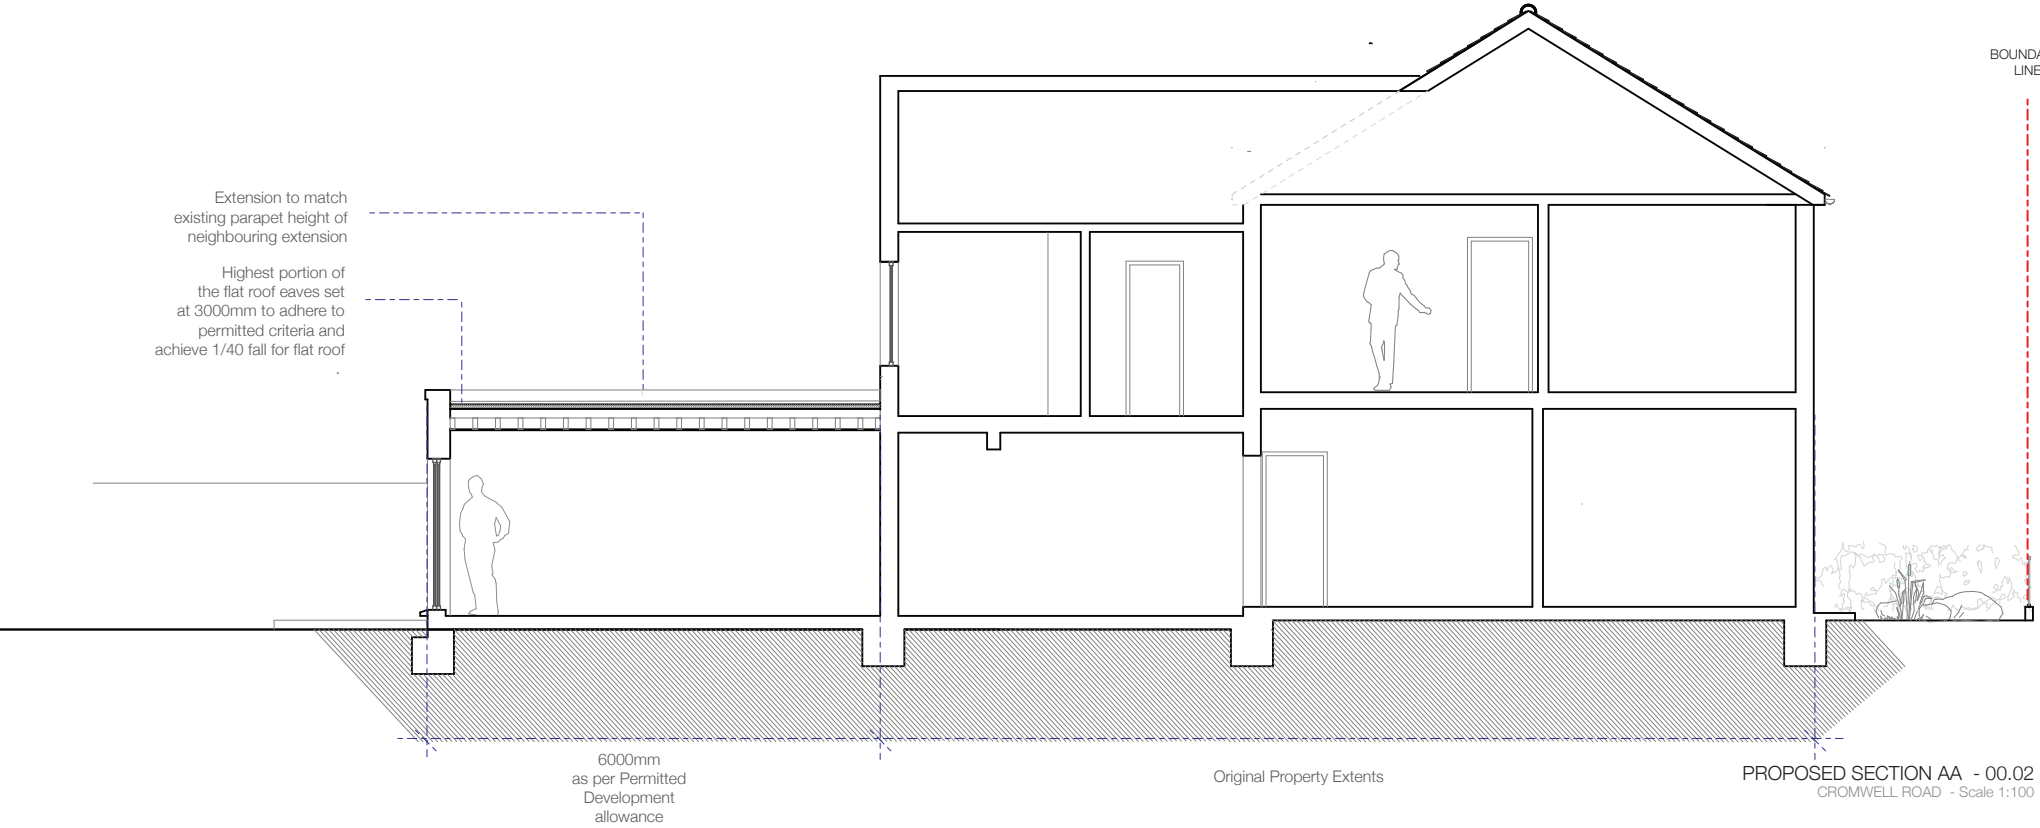 BOUNDA
LINE
Extension to match
existing parapet height of
neighbouring extension
Highest portion of
the flat roof eaves set
at 3000mm to adhere to
permitted criteria and
achieve 1/40 fall for flat roof
6000mm
as per Permitted
Development
allowance
Original Property Extents
PROPOSED SECTION AA - 00.02
CROMWELL ROAD - Scale 1:100